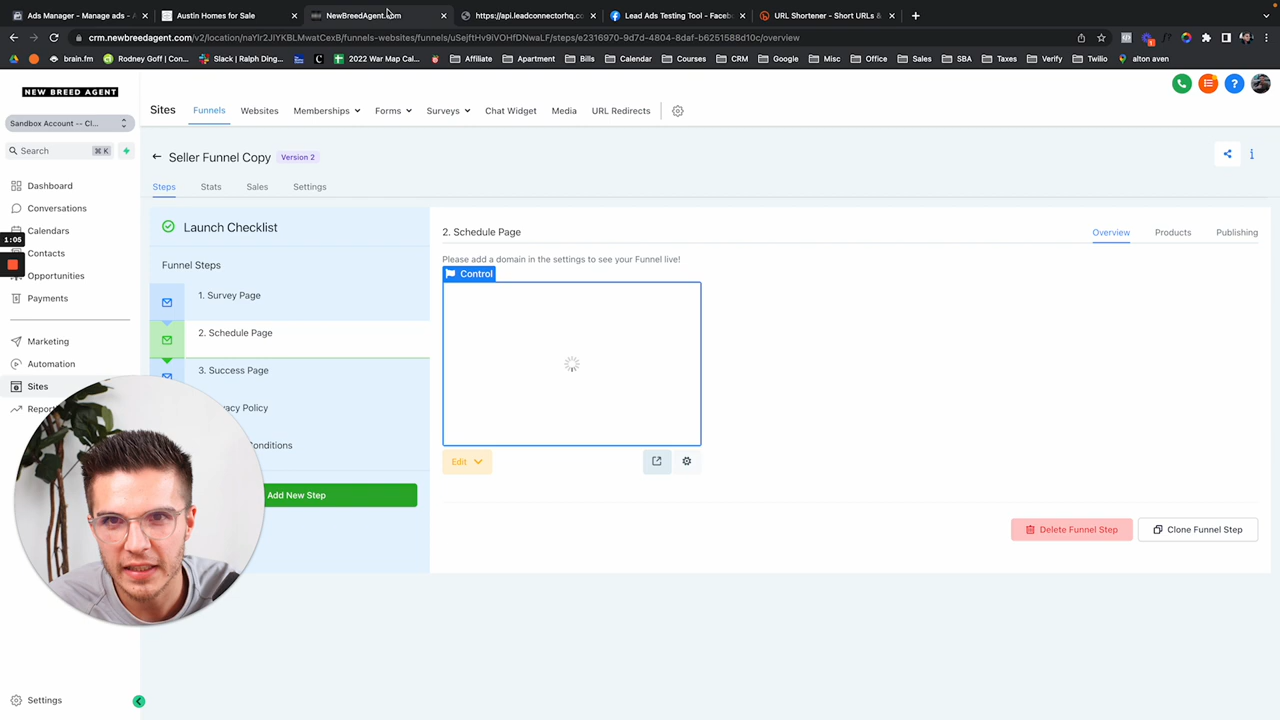 Ads Manager - Manage ads - A
Austin Homes for Sale
NewBreedAgent.com
https://api.leadconnectorhq.co
Lead Ads Testing Tool - Faceb
URL Shortener - Short URLs &
crm.newbreedagent.com/v2/location/naYlr2JlYKBLMwatCexB/funnels-websites/funnels/uSejftHv9iVOHfDNwaLF/steps/e2316970-9d7d-4804-8daf-b6251588d10c/overview
brain.fm
Rodney Goff | Con...
Slack | Ralph Ding...
2022 War Map Cal...
Affiliate
Apartment
Bills
Calendar
Courses
CRM
Google
Misc
Office
Sales
SBA
Taxes
Verify
Twilio
alton aven
NEW BREED AGENT
Sandbox Account -- Cl...
Search
⌘ K
Dashboard
Conversations
Calendars
1:05
Contacts
Opportunities
Payments
Marketing
Automation
Sites
Report
Settings
Sites
Funnels
Websites
Memberships
Forms
Surveys
Chat Widget
Media
URL Redirects
Seller Funnel Copy
Version 2
Steps
Stats
Sales
Settings
Launch Checklist
Funnel Steps
1. Survey Page
2. Schedule Page
3. Success Page
vacy Policy
Conditions
Add New Step
2. Schedule Page
Overview
Products
Publishing
Please add a domain in the settings to see your Funnel live!
Control
Edit
Delete Funnel Step
Clone Funnel Step